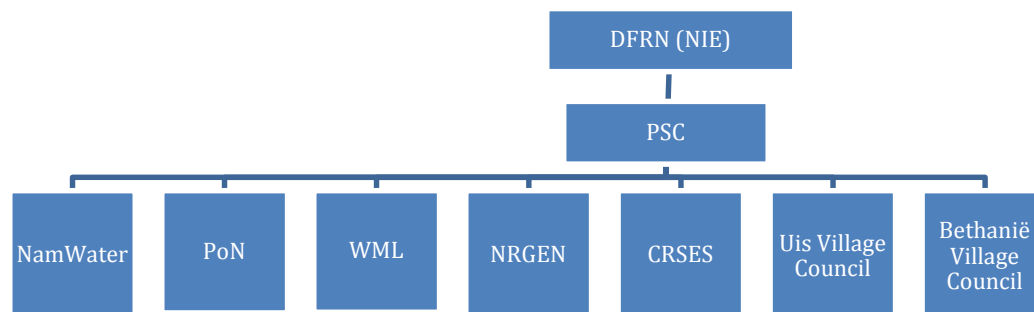 DFRN (NIE)
PSC
NamWater
PoN
WML
NRGEN
CRSES
Uis Village
Council
Bethanië
Village
Council